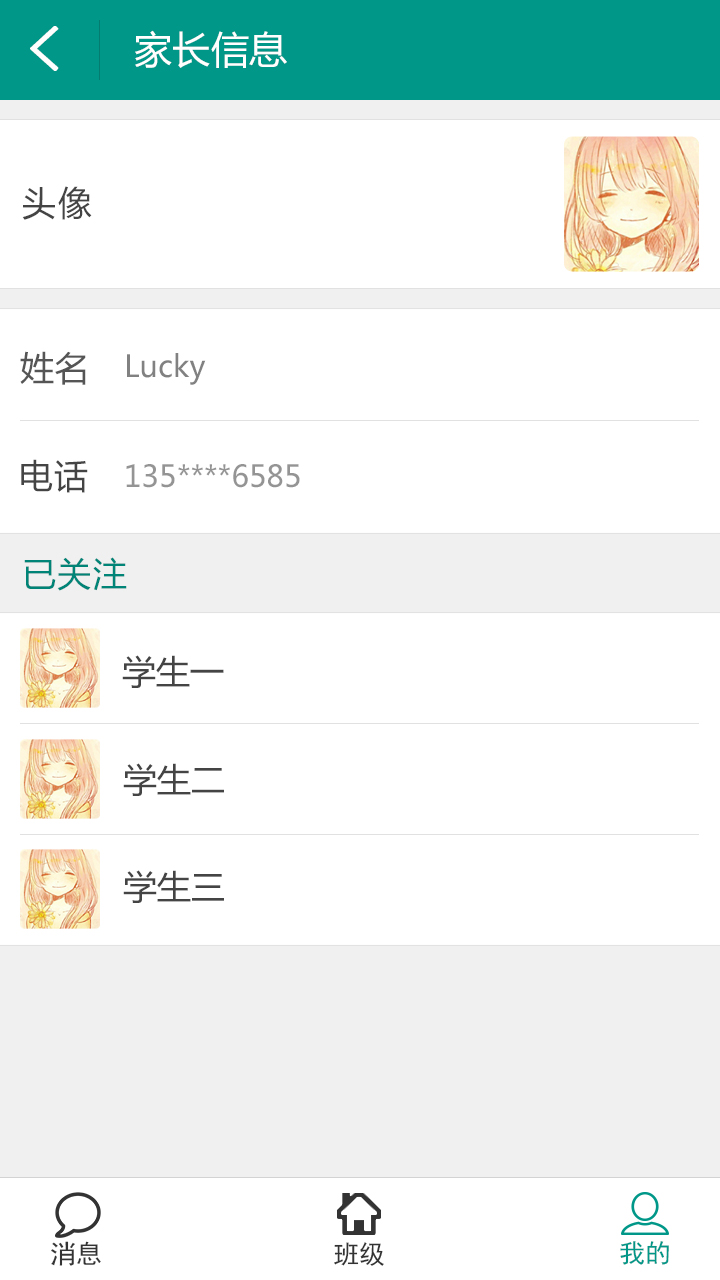 家长信息
头像
姓名 Lucky
电话 135****6585
已关注
学生一
学生二
学生三
消息 班级 我的